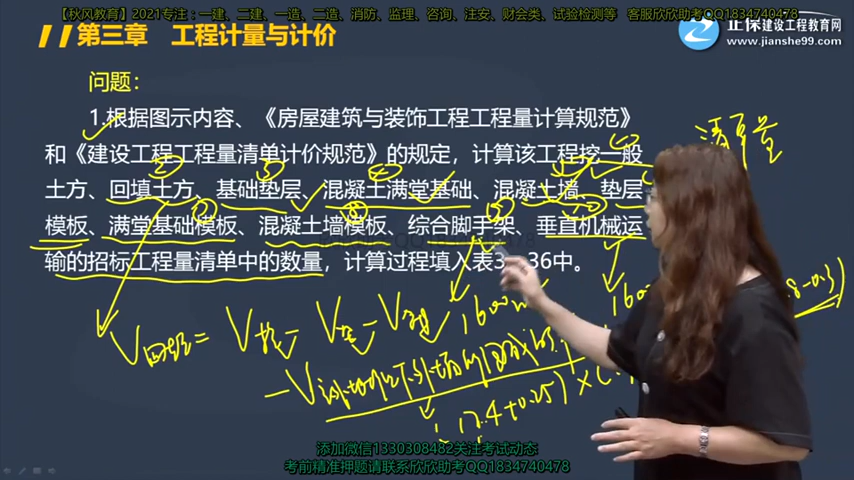 【秋风教育】2021专注：一建、二建、一造、二造、消防、监理、咨询、注安、财会类、试验检测等 客服欣欣助考QQ1834740478
第三章 工程计量与计价
正保建设工程教育网
www.jianshe99.com
问题：
1.根据图示内容、《房屋建筑与装饰工程工程量计算规范》
和《建设工程工程量清单计价规范》的规定，计算该工程挖一般
土方、回填土方、基础垫层、混凝土满堂基础、混凝土墙、垫层
模板、满堂基础模板、混凝土墙模板、综合脚手架、垂直机械运
输的招标工程量清单中的数量，计算过程填入表3-36中。
V回填= V挖- V垫-
(17.4+0.25)×
添加微信1330308482关注考试动态
考前精准押题请联系欣欣助考QQ1834740478